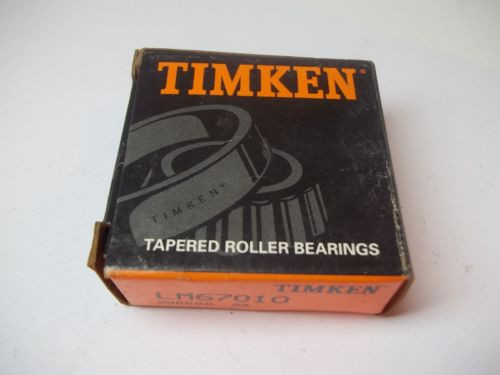 TIMKEN®
TIMKEN®
TAPERED ROLLER BEARINGS
TIMKEN
LM67010